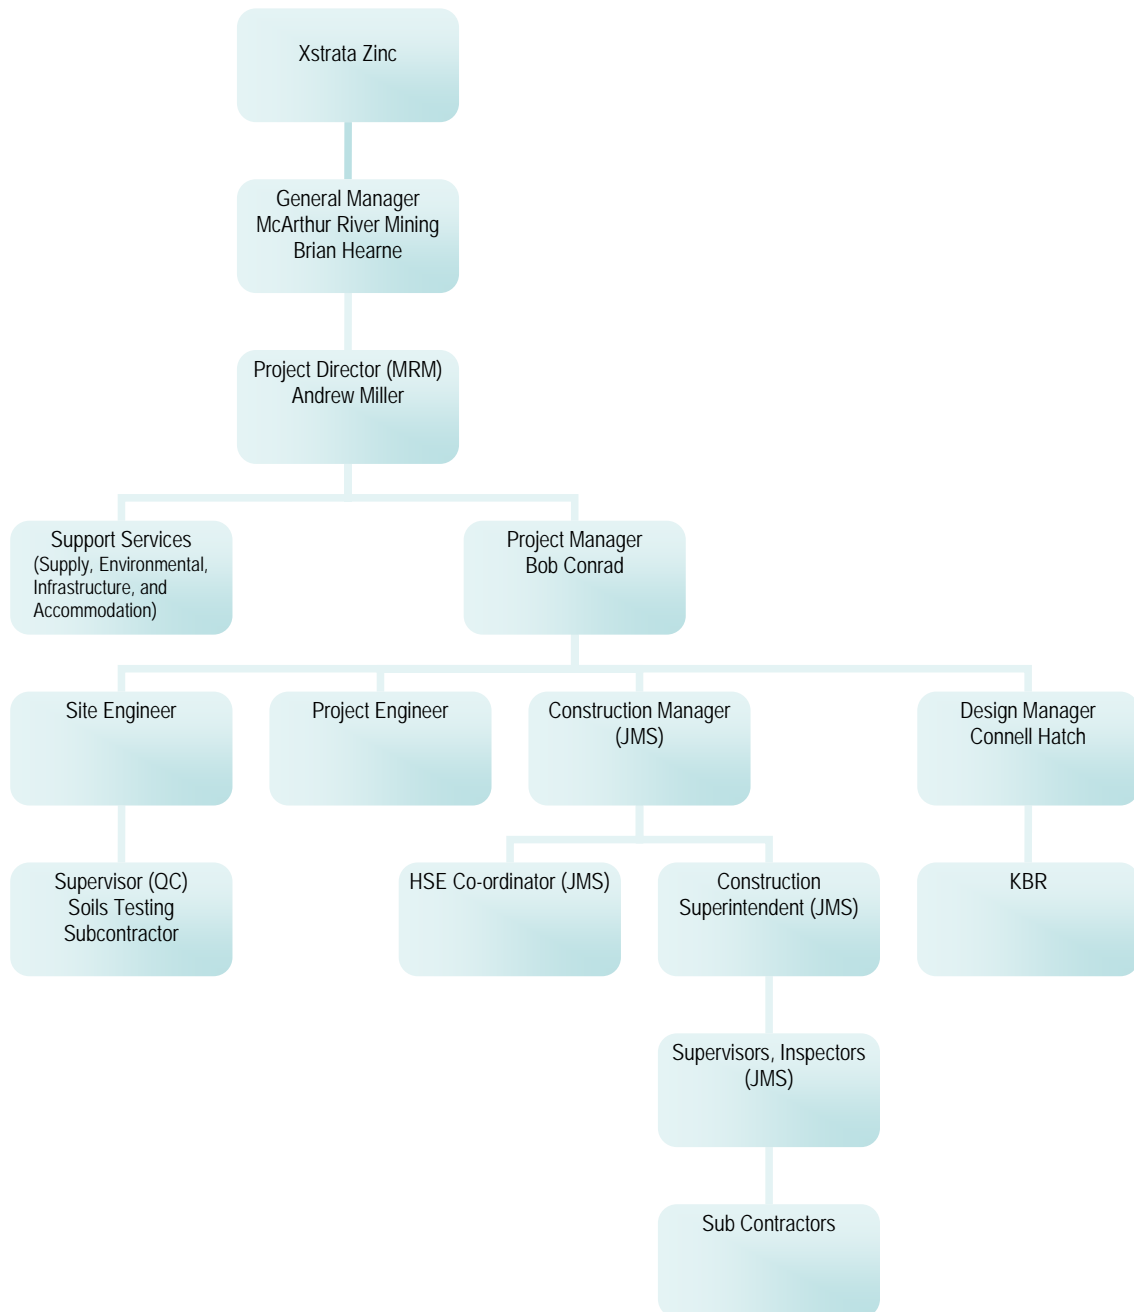 Xstrata Zinc
General Manager
McArthur River Mining
Brian Hearne
Project Director (MRM)
Andrew Miller
Support Services
(Supply, Environmental,
Infrastructure, and
Accommodation)
Project Manager
Bob Conrad
Site Engineer
Project Engineer
Construction Manager
(JMS)
Design Manager
Connell Hatch
Supervisor (QC)
Soils Testing
Subcontractor
HSE Co-ordinator (JMS)
Construction
Superintendent (JMS)
KBR
Supervisors, Inspectors
(JMS)
Sub Contractors